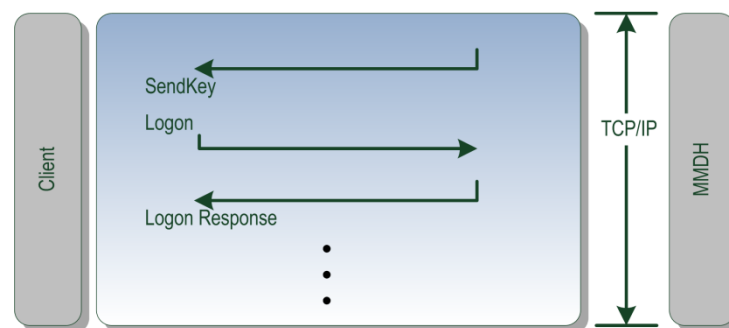 Client
SendKey
Logon
Logon Response
TCP/IP
MMDH